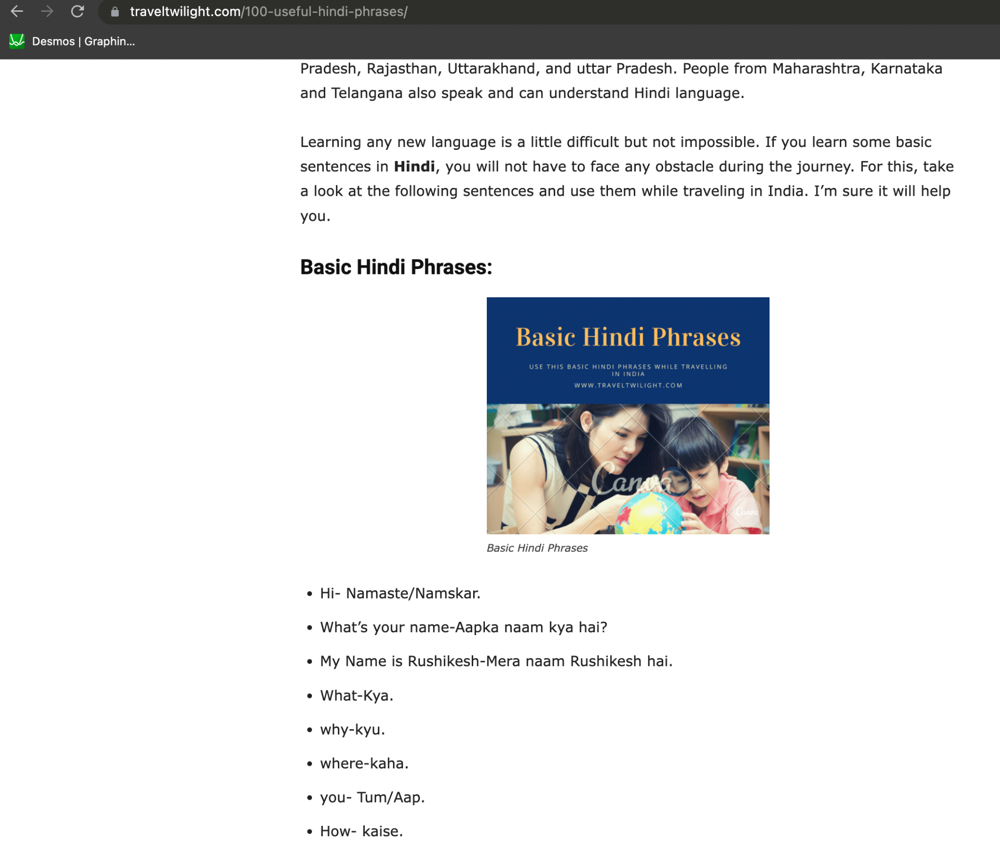 traveltwilight.com/100-useful-hindi-phrases/
Desmos | Graphin...
Pradesh, Rajasthan, Uttarakhand, and uttar Pradesh. People from Maharashtra, Karnataka
and Telangana also speak and can understand Hindi language.
Learning any new language is a little difficult but not impossible. If you learn some basic
sentences in Hindi, you will not have to face any obstacle during the journey. For this, take
a look at the following sentences and use them while traveling in India. I’m sure it will help
you.
Basic Hindi Phrases:
Basic Hindi Phrases
USE THIS BASIC HINDI PHRASES WHILE TRAVELLING
IN INDIA
WWW.TRAVELTWILIGHT.COM
Canva
Canva
Basic Hindi Phrases
• Hi- Namaste/Namskar.
• What’s your name-Aapka naam kya hai?
• My Name is Rushikesh-Mera naam Rushikesh hai.
• What-Kya.
• why-kyu.
• where-kaha.
• you- Tum/Aap.
• How- kaise.